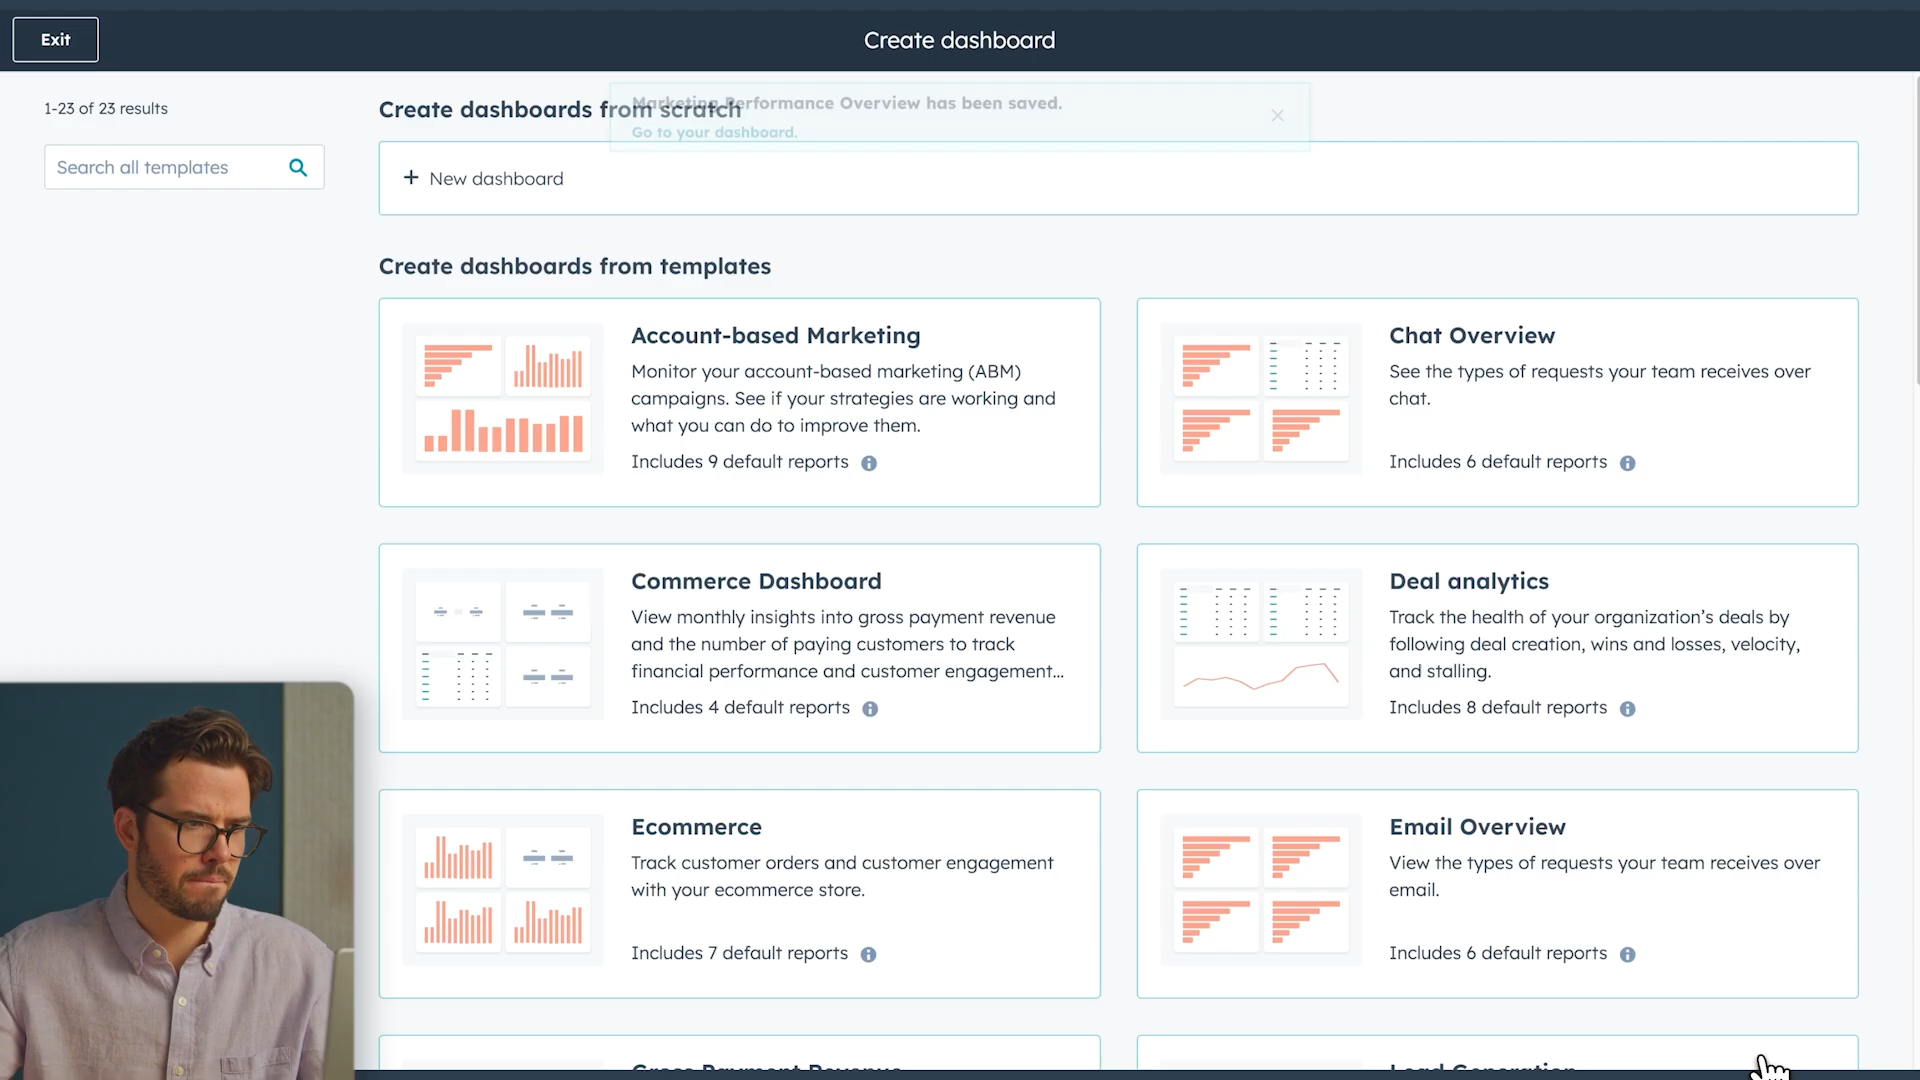 Exit
Create dashboard
1-23 of 23 results
Search all templates
Create dashboards from scratch
Marketing Performance Overview has been saved.
Go to your dashboard.
+ New dashboard
Create dashboards from templates
Account-based Marketing
Monitor your account-based marketing (ABM)
campaigns. See if your strategies are working and
what you can do to improve them.
Includes 9 default reports
Chat Overview
See the types of requests your team receives over
chat.
Includes 6 default reports
Commerce Dashboard
View monthly insights into gross payment revenue
and the number of paying customers to track
financial performance and customer engagement...
Includes 4 default reports
Deal analytics
Track the health of your organization's deals by
following deal creation, wins and losses, velocity,
and stalling.
Includes 8 default reports
Ecommerce
Track customer orders and customer engagement
with your ecommerce store.
Includes 7 default reports
Email Overview
View the types of requests your team receives over
email.
Includes 6 default reports
Gross Payment Revenue
Lead Generation